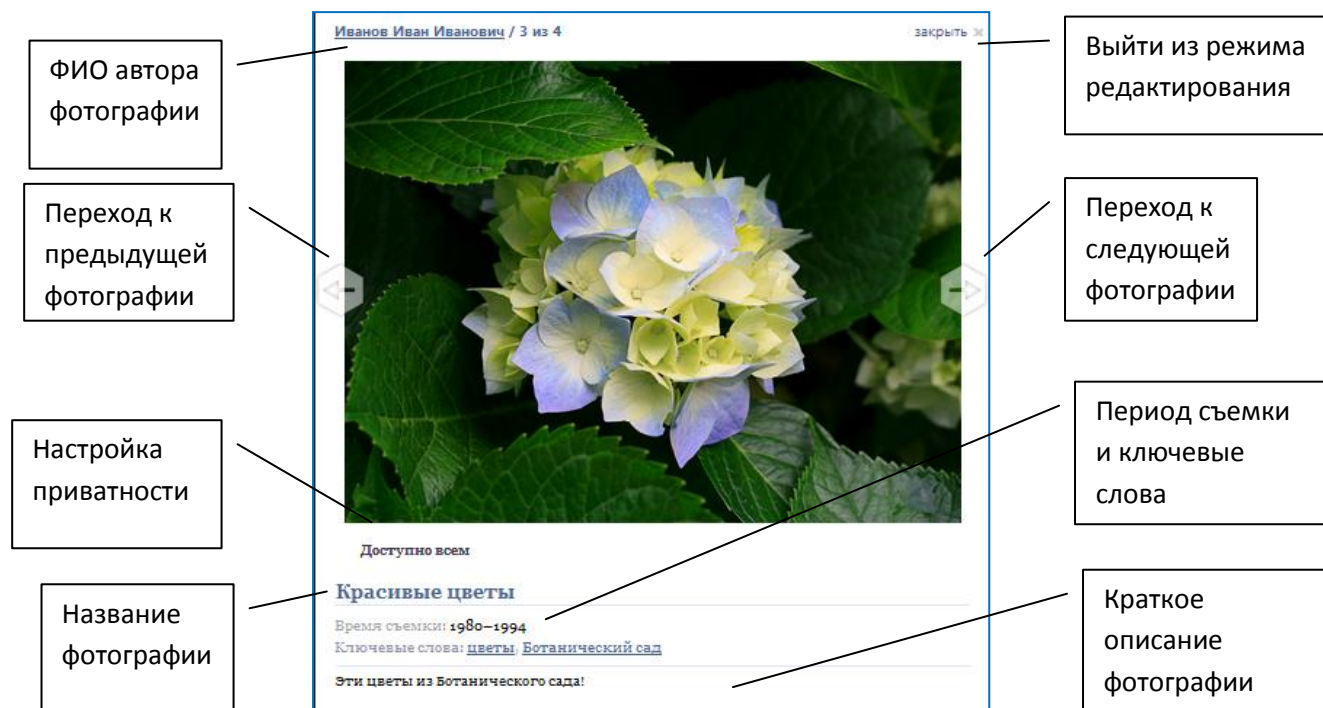 Иванов Иван Иванович / 3 из 4
закрыть
ФИО автора
фотографии
Выйти из режима
редактирования
Переход к
предыдущей
фотографии
Переход к
следующей
фотографии
Настройка
приватности
Период съемки
и ключевые
слова
Доступно всем
Название
фотографии
Красивые цветы
Время съемки: 1980–1994
Ключевые слова: цветы, Ботанический сад
Эти цветы из Ботанического сада!
Краткое
описание
фотографии